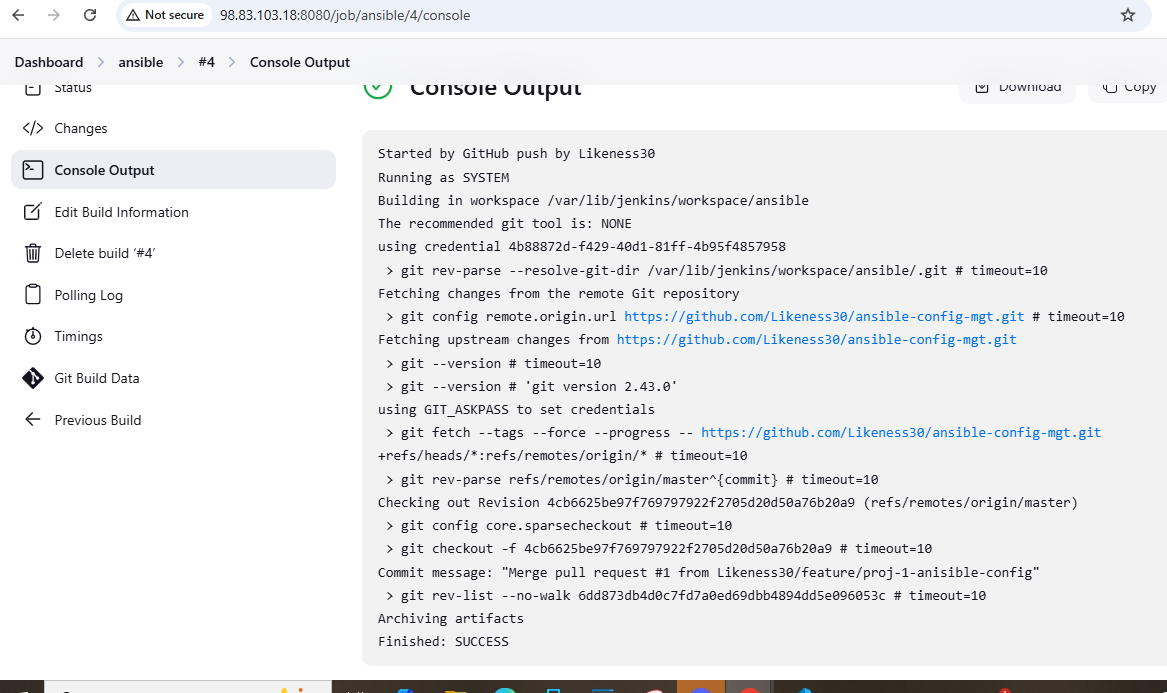 Not secure 98.83.103.18:8080/job/ansible/4/console
Dashboard > ansible > #4 > Console Output
Status
Changes
Console Output
Edit Build Information
Delete build ‘#4’
Polling Log
Timings
Git Build Data
Previous Build
Console Output
Download
Copy
Started by GitHub push by Likeness30
Running as SYSTEM
Building in workspace /var/lib/jenkins/workspace/ansible
The recommended git tool is: NONE
using credential 4b88872d-f429-40d1-81ff-4b95f4857958
> git rev-parse --resolve-git-dir /var/lib/jenkins/workspace/ansible/.git # timeout=10
Fetching changes from the remote Git repository
> git config remote.origin.url https://github.com/Likeness30/ansible-config-mgt.git # timeout=10
Fetching upstream changes from https://github.com/Likeness30/ansible-config-mgt.git
> git --version # timeout=10
> git --version # 'git version 2.43.0'
using GIT_ASKPASS to set credentials
> git fetch --tags --force --progress -- https://github.com/Likeness30/ansible-config-mgt.git
+refs/heads/*:refs/remotes/origin/* # timeout=10
> git rev-parse refs/remotes/origin/master^{commit} # timeout=10
Checking out Revision 4cb6625be97f769797922f2705d20d50a76b20a9 (refs/remotes/origin/master)
> git config core.sparsecheckout # timeout=10
> git checkout -f 4cb6625be97f769797922f2705d20d50a76b20a9 # timeout=10
Commit message: "Merge pull request #1 from Likeness30/feature/proj-1-anisible-config"
> git rev-list --no-walk 6dd873db4d0c7fd7a0ed69dbb4894dd5e096053c # timeout=10
Archiving artifacts
Finished: SUCCESS